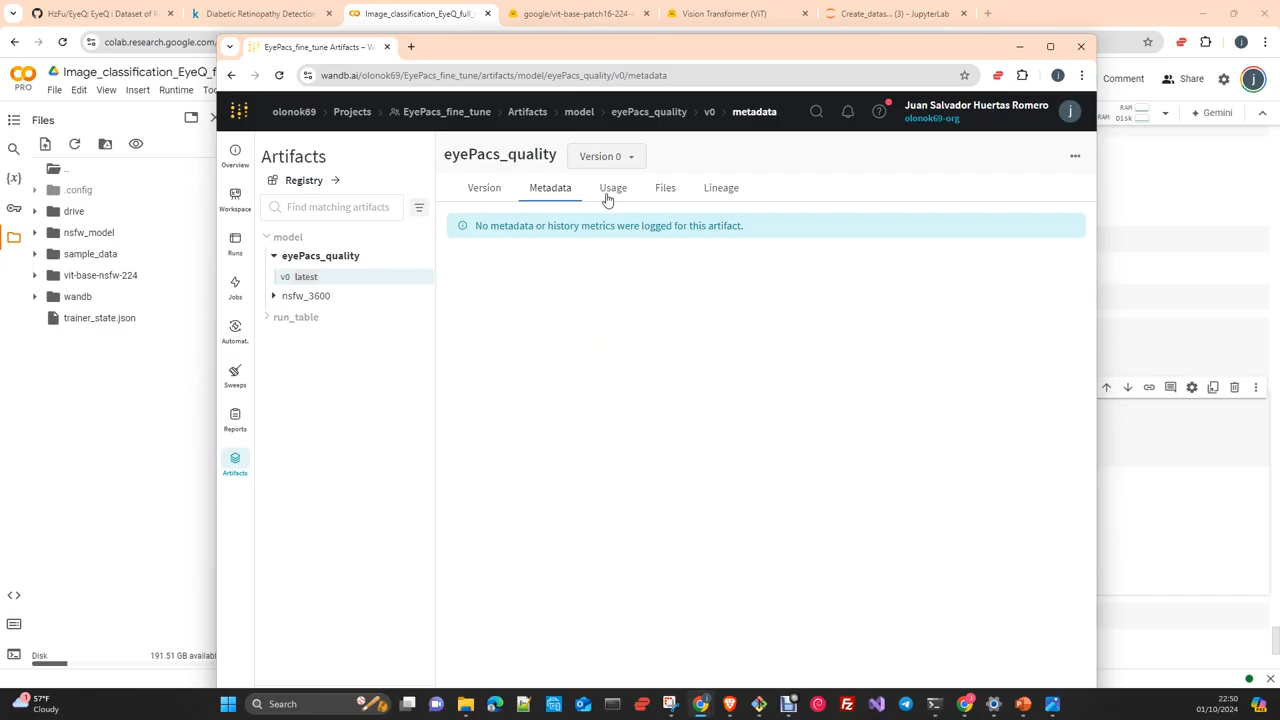 HzFu/EyeQ: EyeQ : Dataset of R
Diabetic Retinopathy Detection
Image_classification_EyeQ_full_
google/vit-base-patch16-224-
Vision Transformer (ViT)
Create_datas... (3) - JupyterLab
colab.research.google.com
EyePacs_fine_tune Artifacts – W
wandb.ai/olonok69/EyePacs_fine_tune/artifacts/model/eyePacs_quality/v0/metadata
Image_classification_EyeQ_f
PRO
File Edit View Insert Runtime Too
Comment Share
RAM
Disk
Gemini
olonok69 Projects EyePacs_fine_tune Artifacts model eyePacs_quality v0 metadata
Juan Salvador Huertas Romero
olonok69-org
j
Files
..
.config
drive
nsfw_model
sample_data
vit-base-nsfw-224
wandb
trainer_state.json
Disk 191.51 GB availabl
Overview
Workspace
Runs
Jobs
Automat.
Sweeps
Reports
Artifacts
Artifacts
Registry
Find matching artifacts
model
eyePacs_quality
v0 latest
nsfw_3600
run_table
eyePacs_quality Version 0
Version Metadata Usage Files Lineage
No metadata or history metrics were logged for this artifact.
57°F
Cloudy
Search
22:50
01/10/2024